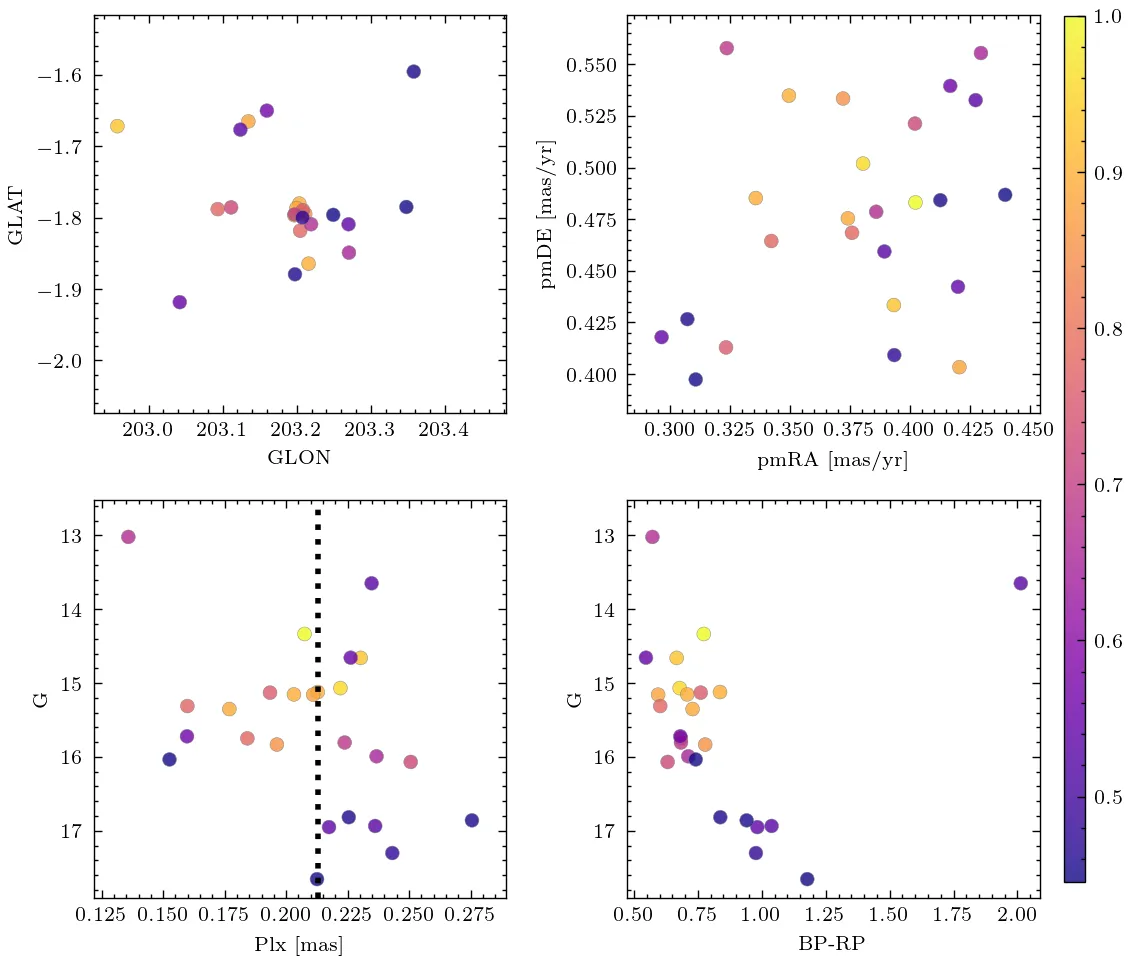 −1.6
−1.7
−1.8
−1.9
−2.0
GLAT
203.0 203.1 203.2 203.3 203.4
GLON
0.550
0.525
0.500
0.475
0.450
0.425
0.400
pmDE [mas/yr]
0.300 0.325 0.350 0.375 0.400 0.425 0.450
pmRA [mas/yr]
13
14
15
16
17
G
0.125 0.150 0.175 0.200 0.225 0.250 0.275
Plx [mas]
13
14
15
16
17
G
0.50 0.75 1.00 1.25 1.50 1.75 2.00
BP-RP
1.0
0.9
0.8
0.7
0.6
0.5